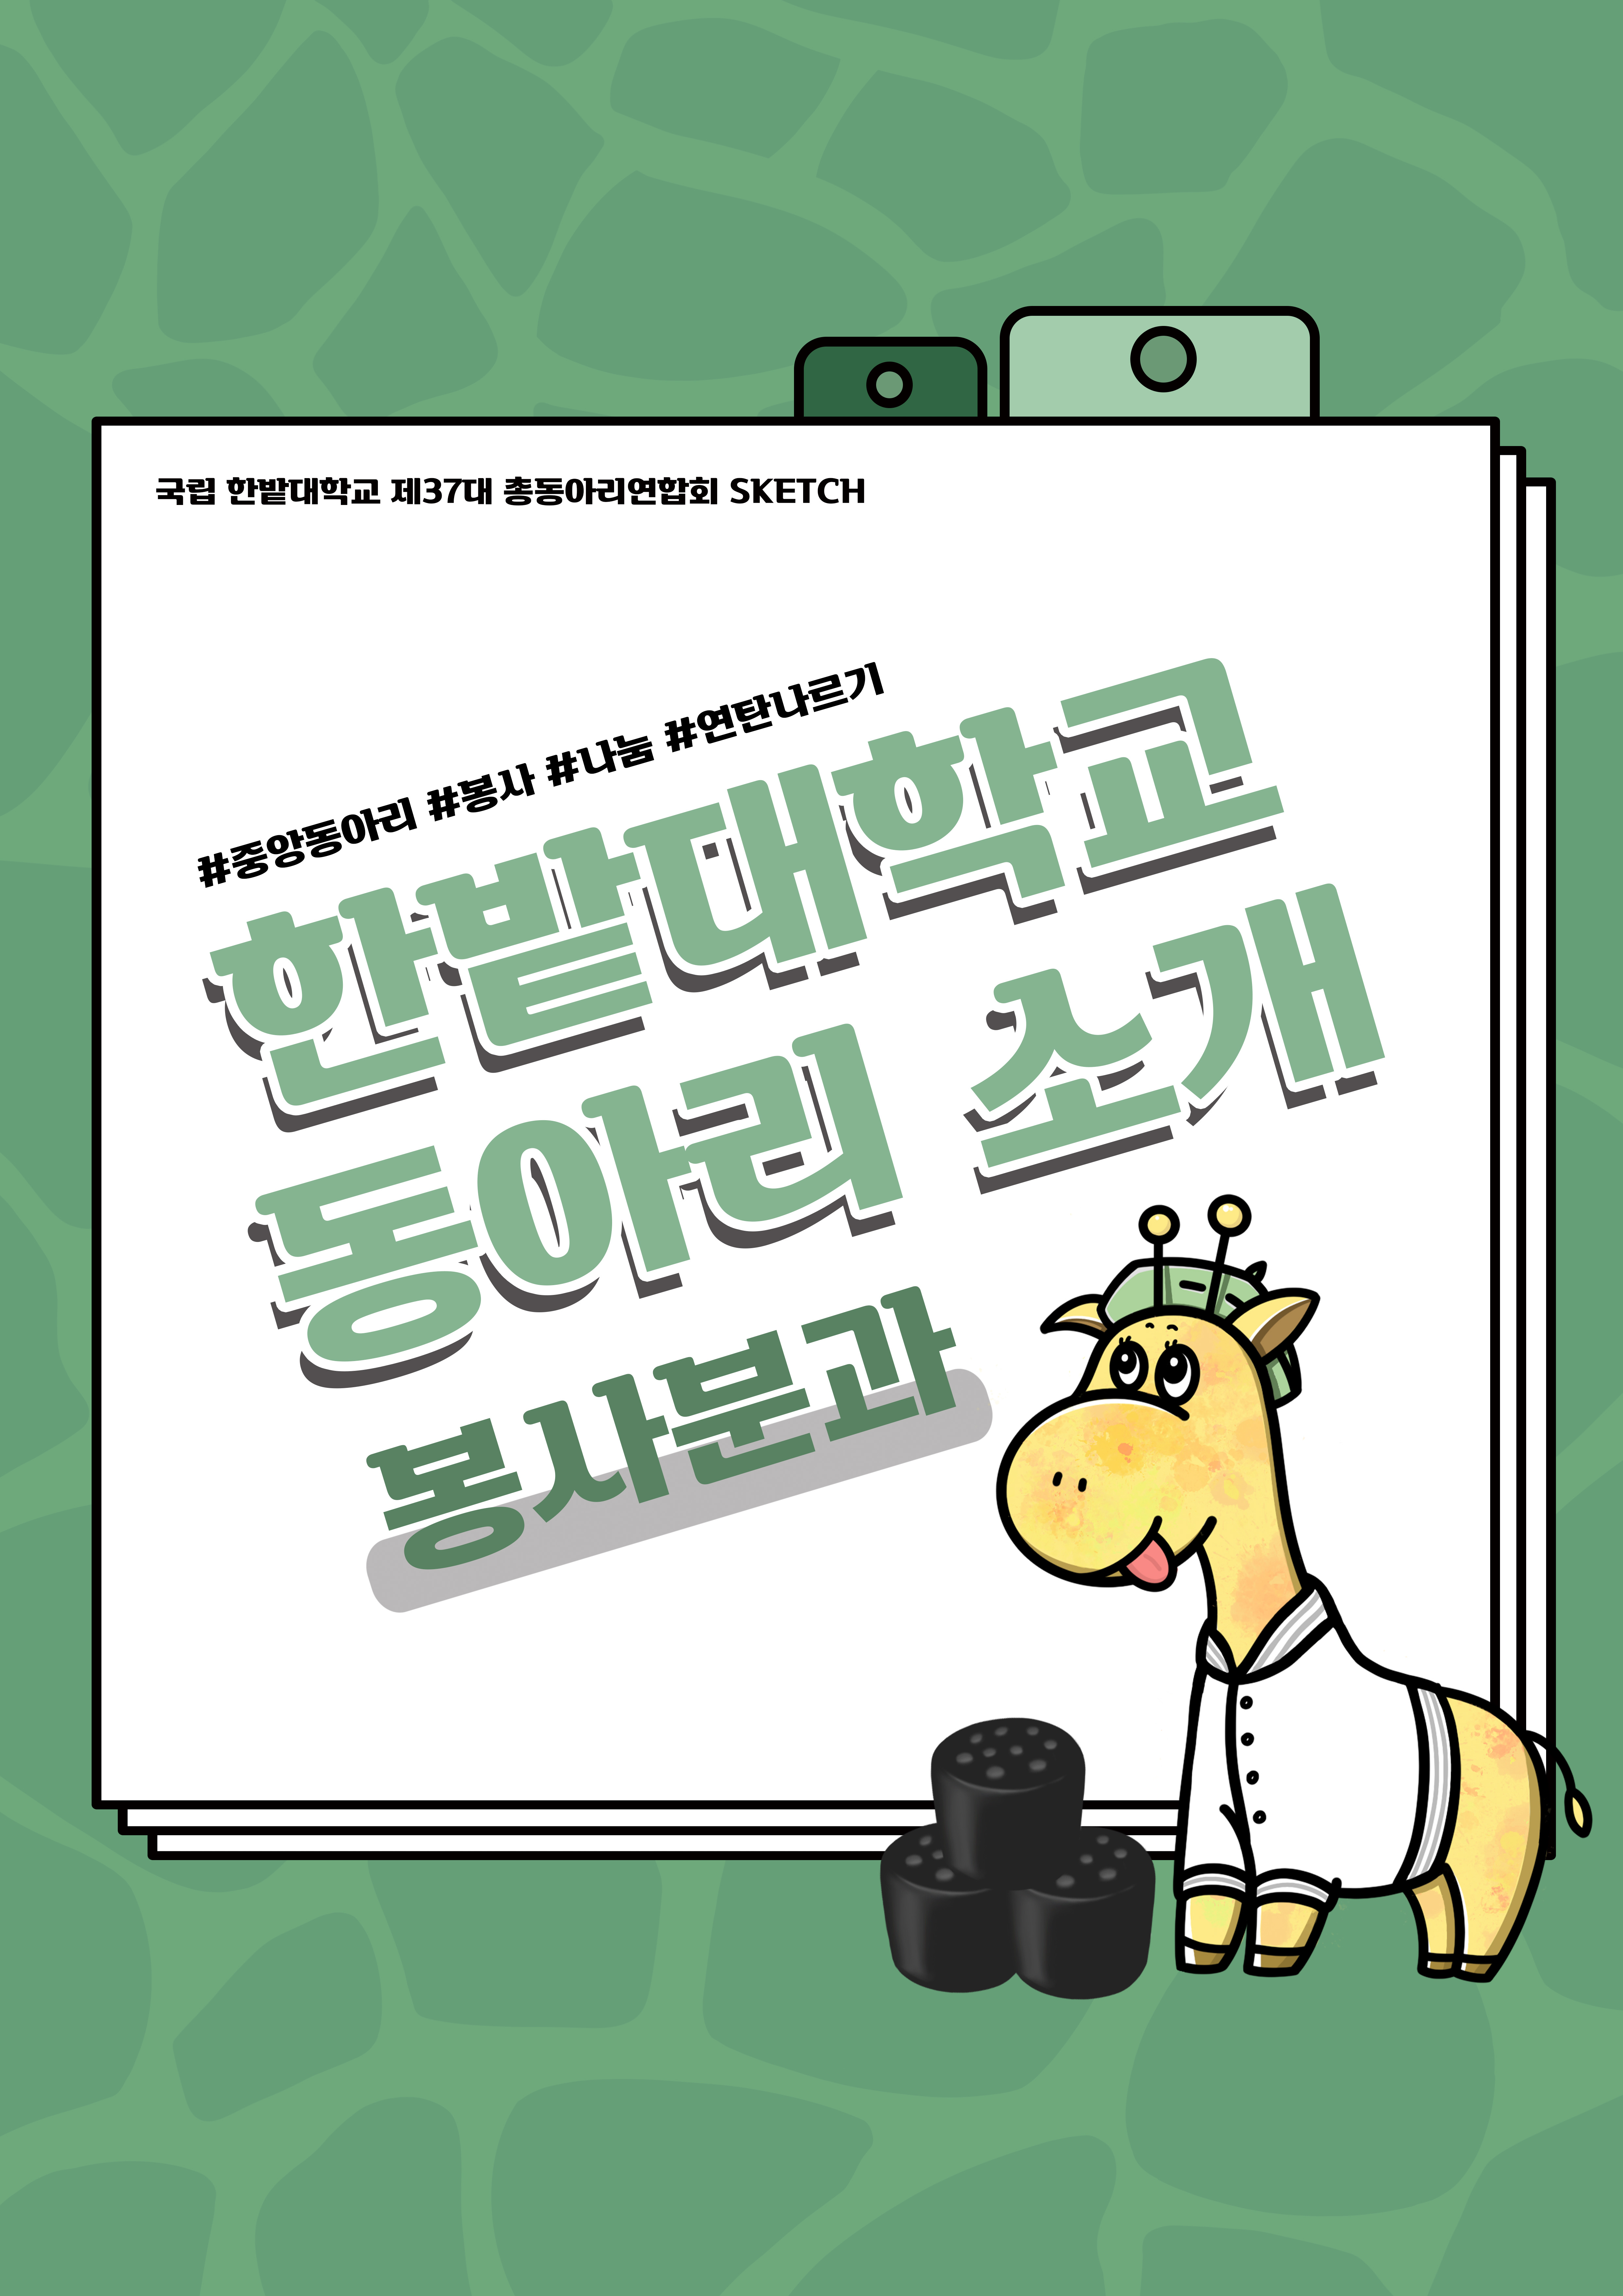 국립 한밭대학교 제37대 총동아리연합회 SKETCH
#중앙동아리 #봉사 #나눔 #연탄나르기
한밭대학교
동아리 소개
봉사분과